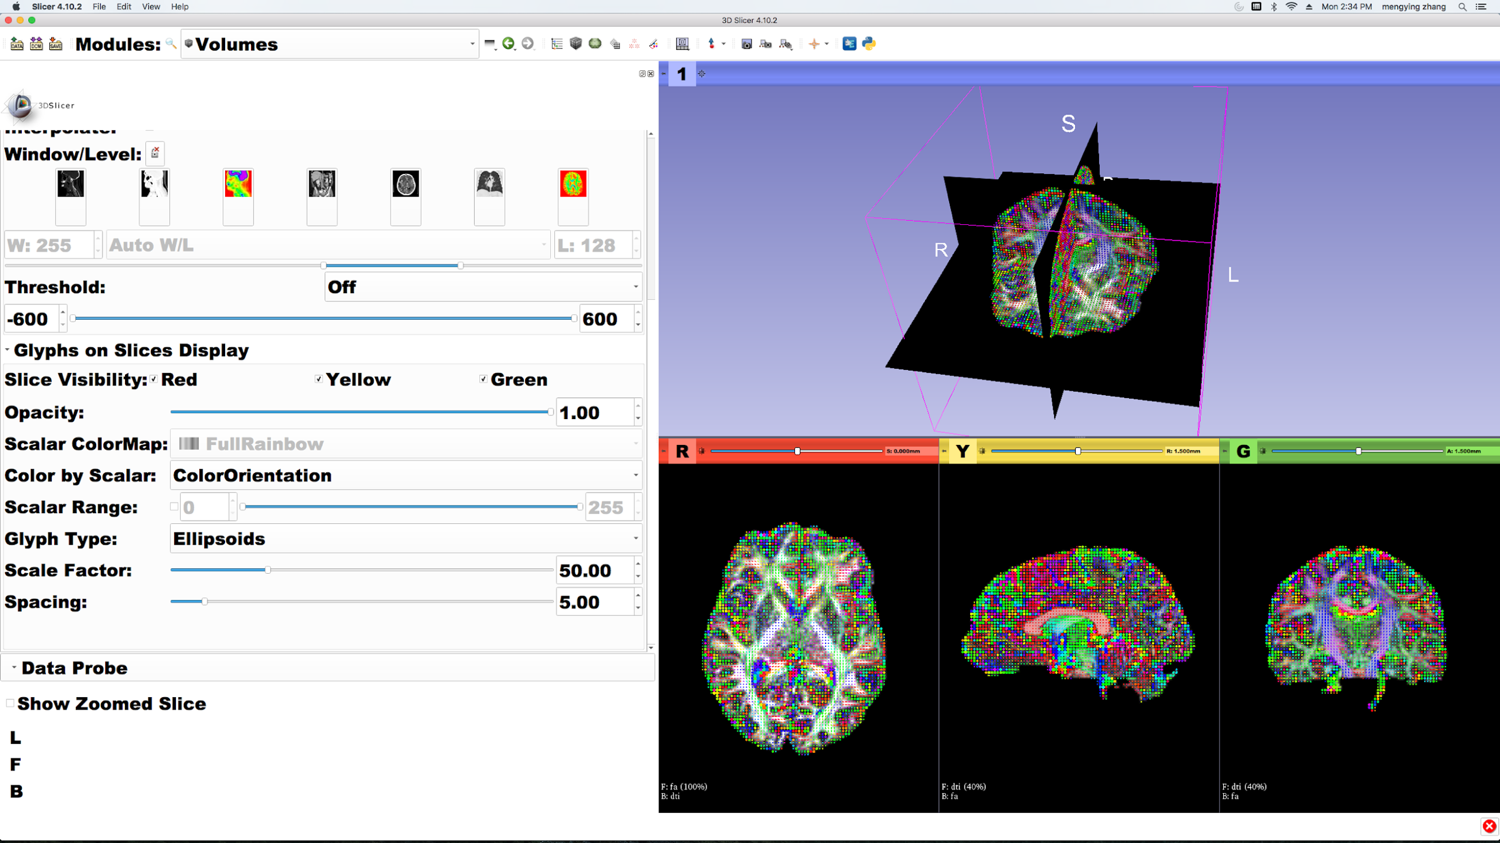 Slicer 4.10.2 File Edit View Help
Mon 2:34 PM mengying zhang
3D Slicer 4.10.2
DATA DCM SAVE
Modules: Volumes
1
3DSlicer
Interpolate:
Window/Level:
W: 255 Auto W/L L: 128
Threshold: Off
-600 600
Glyphs on Slices Display
Slice Visibility: Red Yellow Green
Opacity: 1.00
Scalar ColorMap: FullRainbow
Color by Scalar: ColorOrientation
Scalar Range: 0 255
Glyph Type: Ellipsoids
Scale Factor: 50.00
Spacing: 5.00
Data Probe
Show Zoomed Slice
L
F
B
S
R
L
R S: 0.000mm
Y R: 1.500mm
G A: 1.500mm
F: fa (100%)
B: dti
F: dti (40%)
B: fa
F: dti (40%)
B: fa